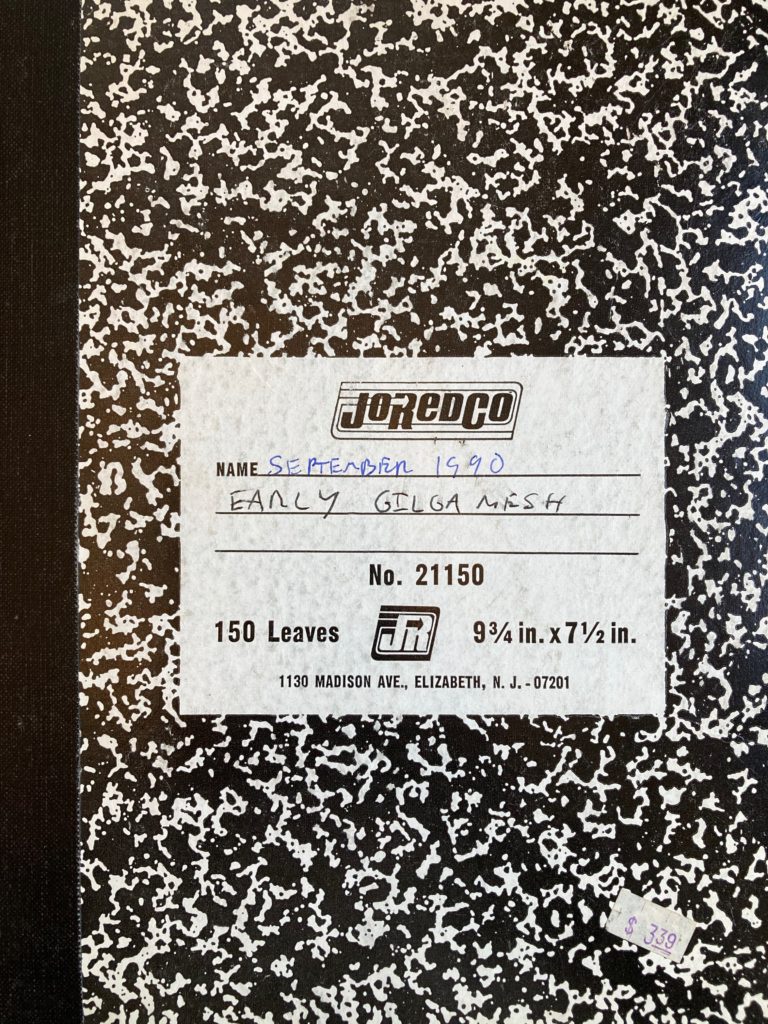 JOREDCO
NAME SEPTEMBER 1990
EARLY GILGAMESH
No. 21150
150 Leaves JR 9¾ in. x 7½ in.
1130 MADISON AVE., ELIZABETH, N. J. - 07201
$ 339